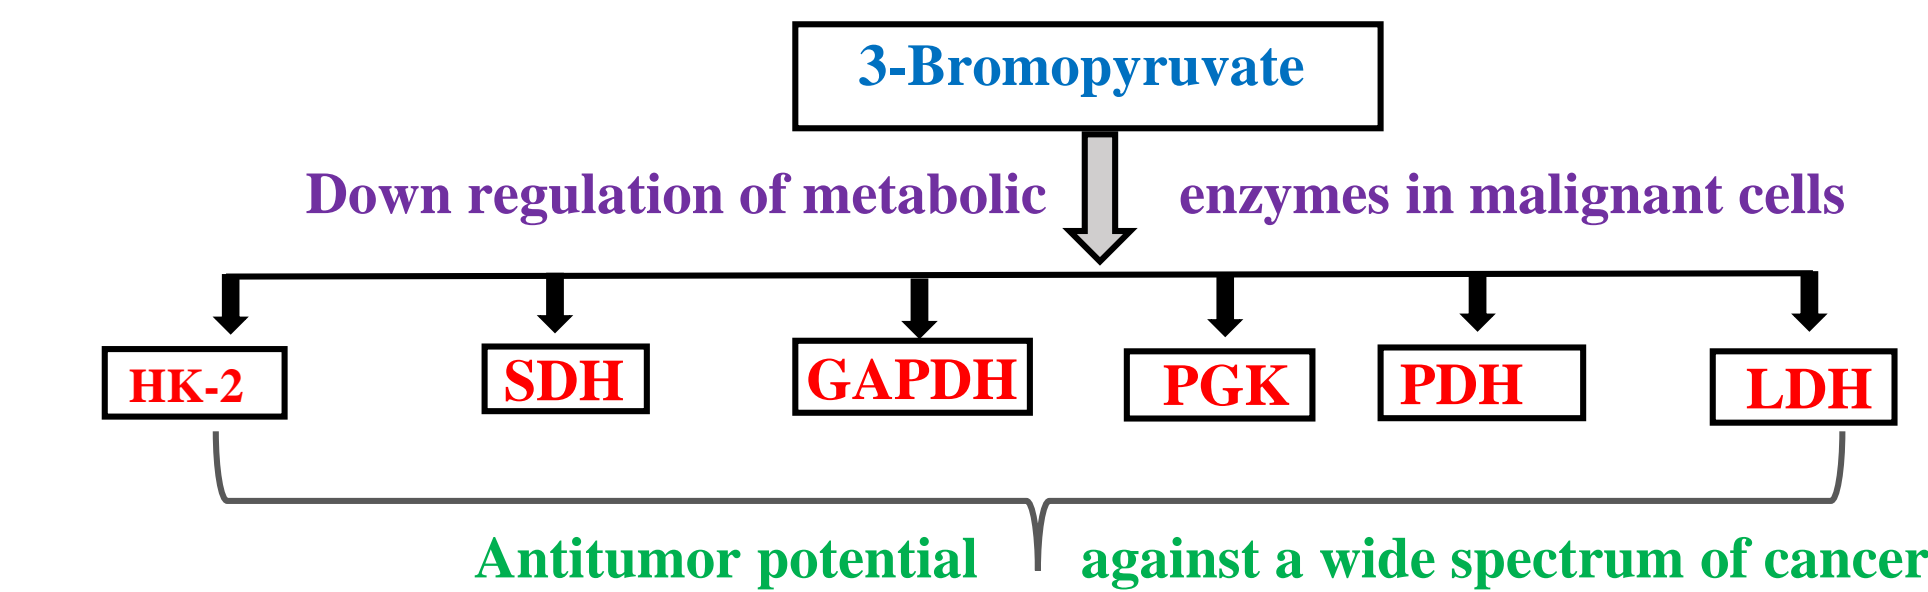 3-Bromopyruvate
Down regulation of metabolic enzymes in malignant cells
HK-2
SDH
GAPDH
PGK
PDH
LDH
Antitumor potential against a wide spectrum of cancer